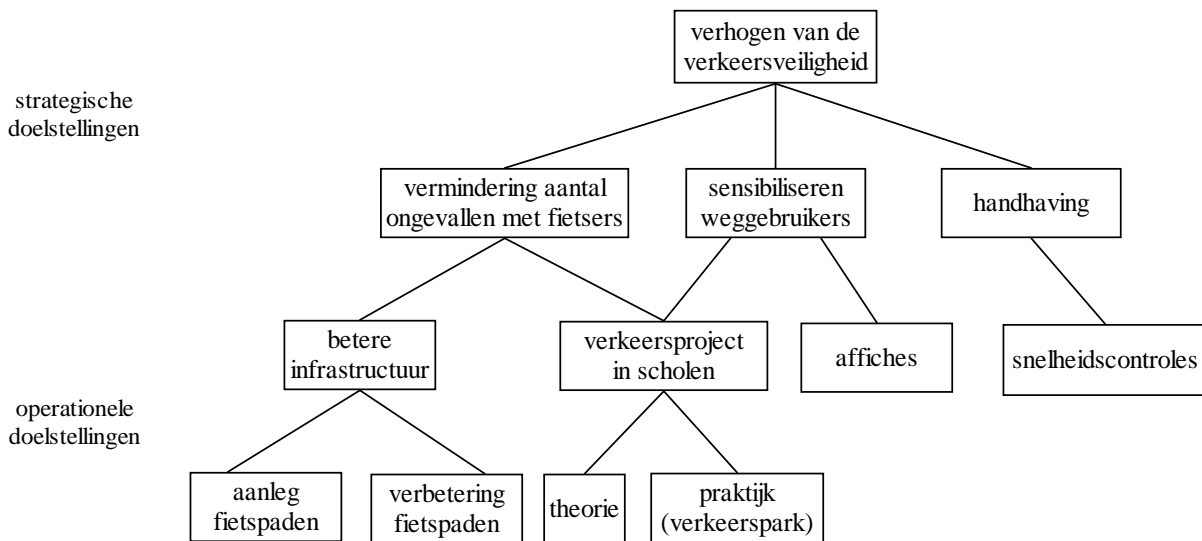 verhogen van de
verkeersveiligheid
strategische
doelstellingen
vermindering aantal
ongevallen met fietsers
sensibiliseren
weggebruikers
handhaving
betere
infrastructuur
verkeersproject
in scholen
affiches
snelheidscontroles
operationele
doelstellingen
aanleg
fietspaden
verbetering
fietspaden
theorie
praktijk
(verkeerspark)